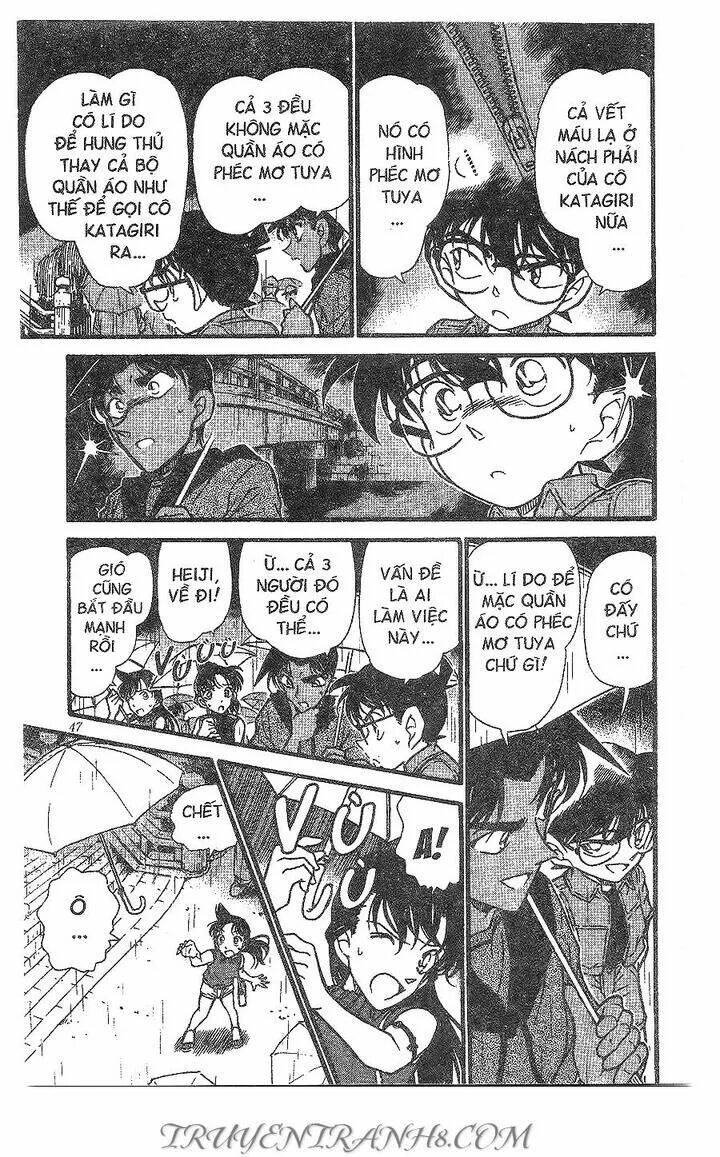 CẢ VẾT
MÁU LẠ Ở
NÁCH PHẢI
CỦA CÔ
KATAGIRI
NỮA
...
NÓ CÓ
HÌNH
PHÉC MƠ
TUYA
...
CẢ 3 ĐỀU
KHÔNG MẶC
QUẦN ÁO CÓ
PHÉC MƠ TUYA
...
LÀM GÌ
CÓ LÍ DO
ĐỂ HUNG THỦ
THAY CẢ BỘ
QUẦN ÁO NHƯ
THẾ ĐỂ GỌI CÔ
KATAGIRI
RA...
CÓ
ĐẤY CHỨ
...
Ừ... LÍ DO ĐỂ
MẶC QUẦN
ÁO CÓ PHÉC
MƠ TUYA
CHỨ GÌ!
VẤN ĐỀ
LÀ AI
LÀM VIỆC
NÀY...
Ừ... CẢ 3
NGƯỜI ĐÓ
ĐỀU CÓ
THỂ...
HEIJI,
VỀ ĐI!
GIÓ
CŨNG
BẮT ĐẦU
MẠNH
RỒI
VÙ Ù Ù
47
A!
VÙ
Ù Ù
CHẾT
...
Ô
...
TRUYENTRANH8.COM